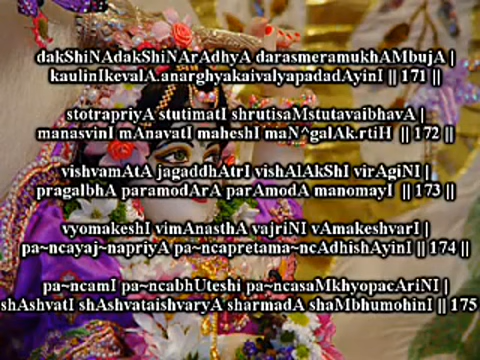 dakShiNAdakShiNArAdhyA darasmeramukhAMbujA |
kaulinIkevalA.anarghyakaivalyapadadAyinI || 171 ||
stotrapriyA stutimatI shrutisaMstutavaibhavA |
manasvinI mAnavatI maheshI maN^galAk.rtiH || 172 ||
vishvamAtA jagaddhAtrI vishAlAkShI virAgiNI |
pragalbhA paramodArA parAmodA manomayI || 173 ||
vyomakeshI vimAnasthA vajriNI vAmakeshvarI |
pa~ncayaj~napriyA pa~ncapretama~ncAdhishAyinI || 174 ||
pa~ncamI pa~ncabhUteshI pa~ncasaMkhyopacAriNI |
shAshvatI shAshvataishvaryA sharmadA shaMbhumohinI || 175